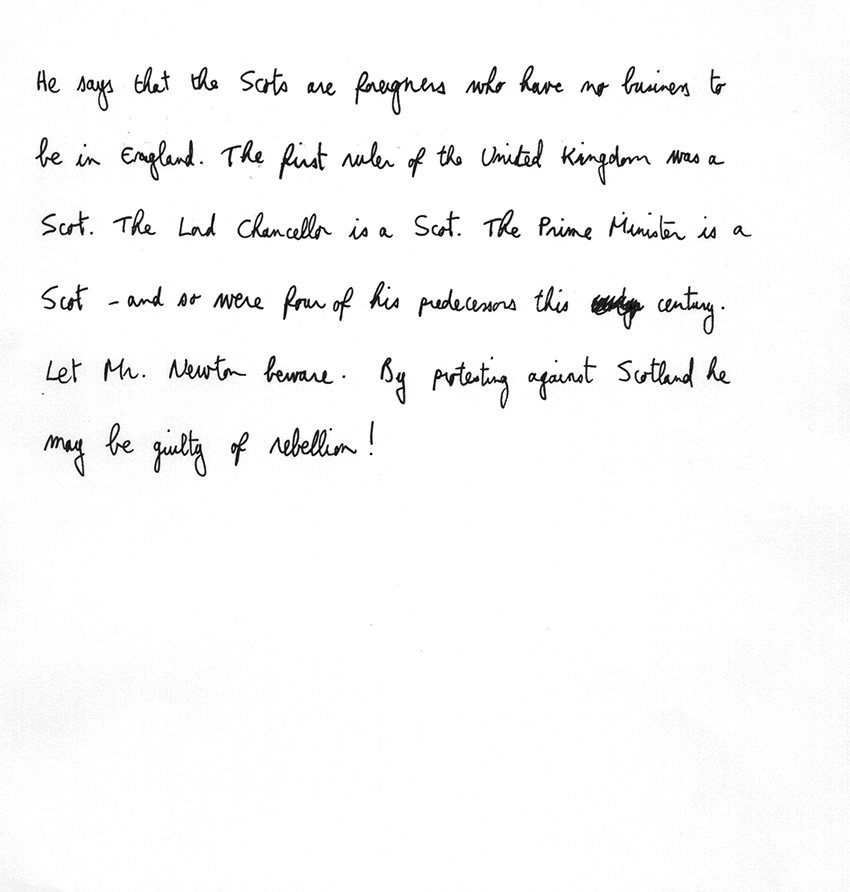 He says that the Scots are foreigners who have no business to
be in England. The first ruler of the United Kingdom was a
Scot. The Lord Chancellor is a Scot. The Prime Minister is a
Scot - and so were four of his predecessors this century.
Let Mr. Newton beware. By protesting against Scotland he
may be guilty of rebellion!